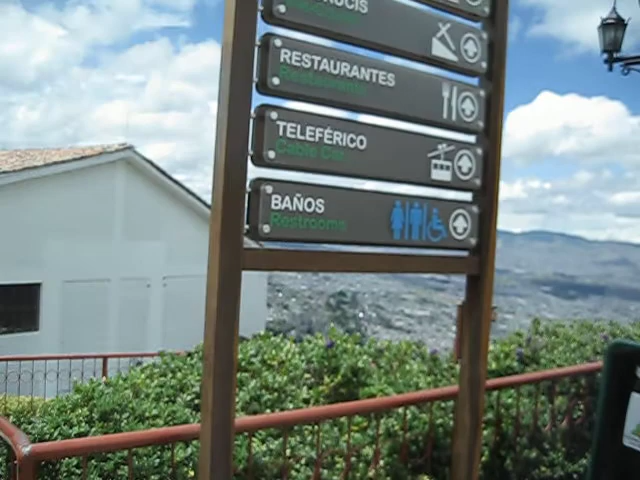 RESTAURANTES
Restaurants
TELEFÉRICO
Cable Car
BAÑOS
Restrooms